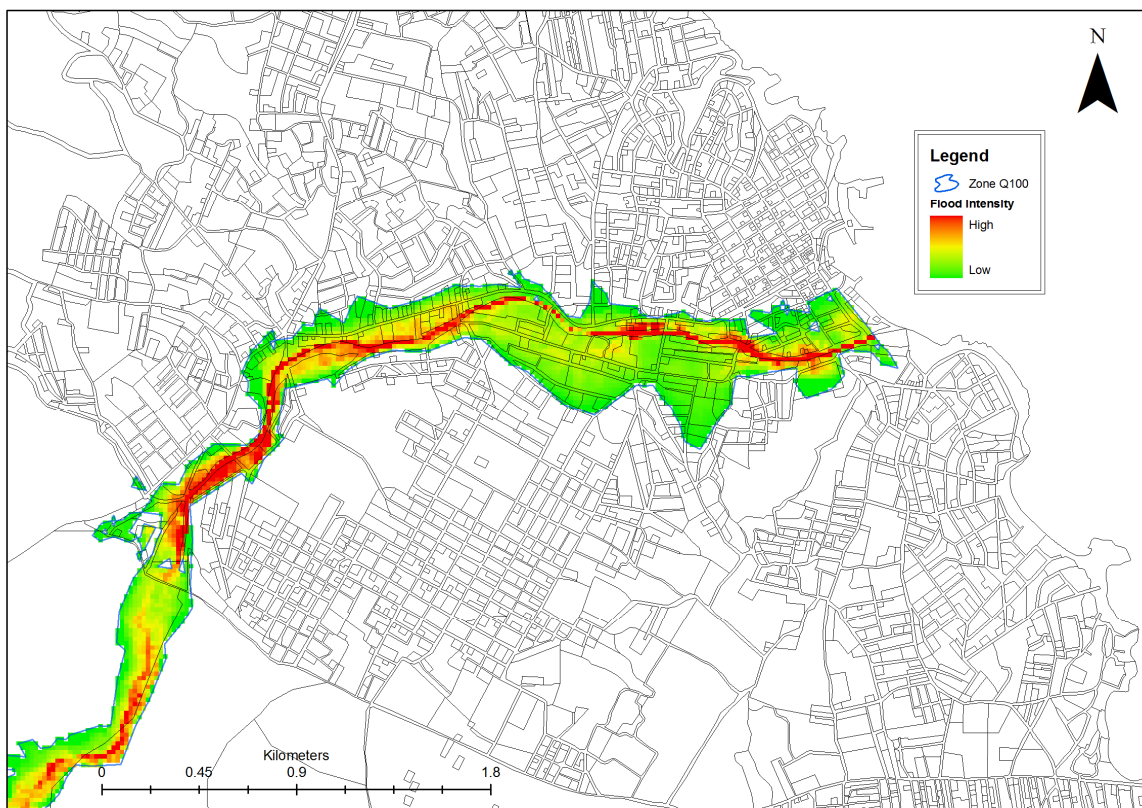 N
Legend
Zone Q100
Flood Intensity
High
Low
Kilometers
0 0.45 0.9 1.8